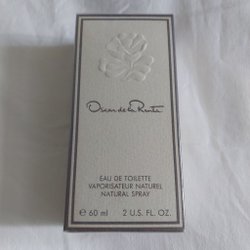 Oscar de la Renta
EAU DE TOILETTE
VAPORISATEUR NATUREL
NATURAL SPRAY
℮ 60 ml 2 U.S. FL. OZ.